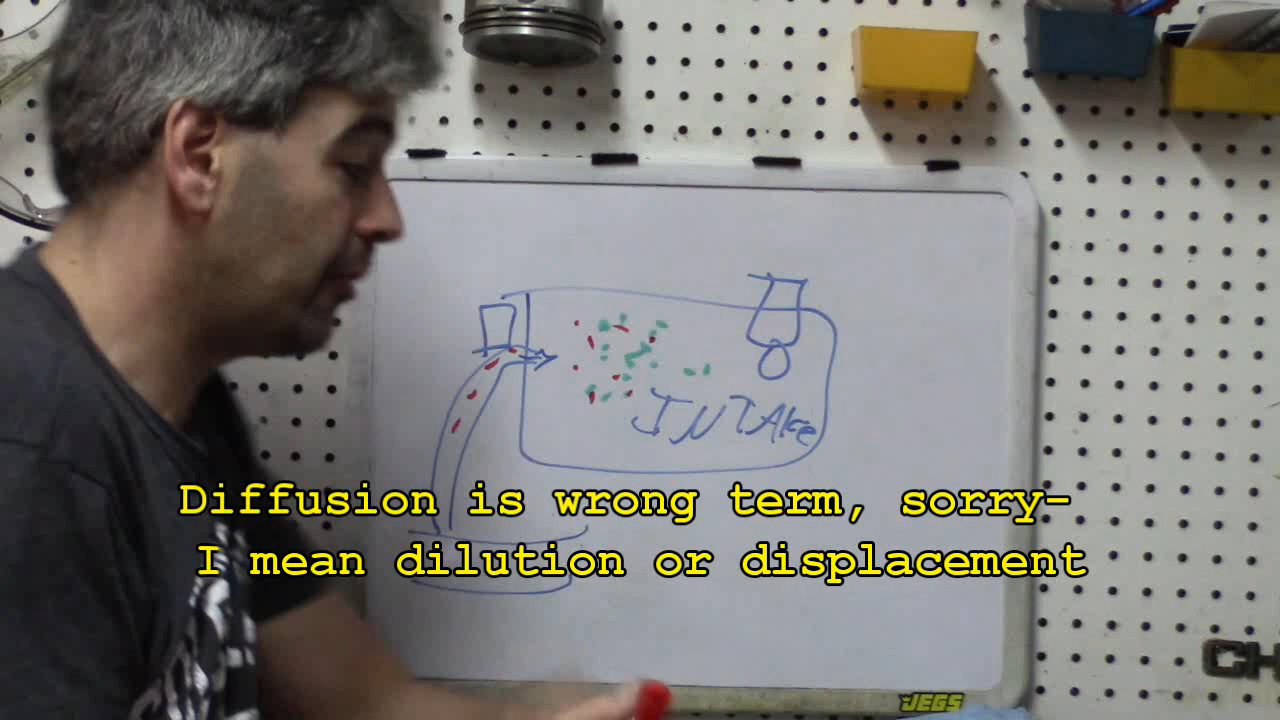 INTAKe
Diffusion is wrong term, sorry-
I mean dilution or displacement
CH
JEGS